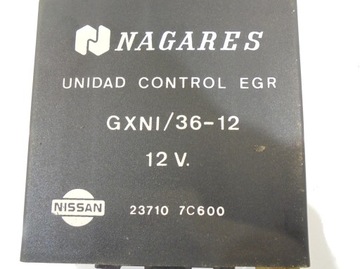 NAGARES
UNIDAD CONTROL EGR
GXNI/36-12
12 V.
NISSAN 23710 7C600